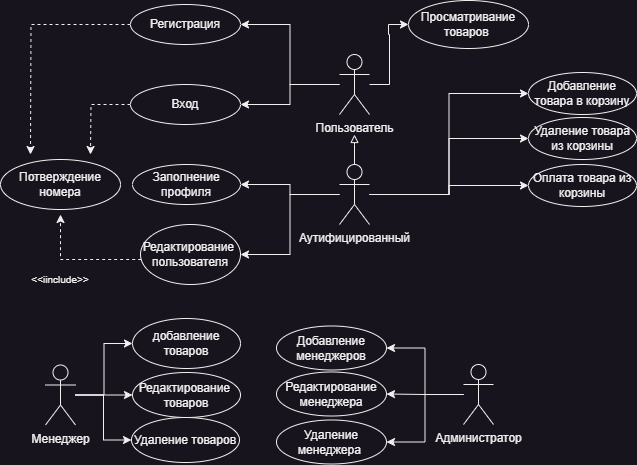 Регистрация
Просматривание
товаров
Вход
Пользователь
Добавление
товара в корзину
Удаление товара
из корзины
Потверждение
номера
Заполнение
профиля
Оплата товара из
корзины
Аутифицированный
Редактирование
пользователя
<<iinclude>>
добавление
товаров
Добавление
менеджеров
Редактирование
товаров
Редактирование
менеджера
Менеджер
Удаление товаров
Удаление
менеджера
Администратор